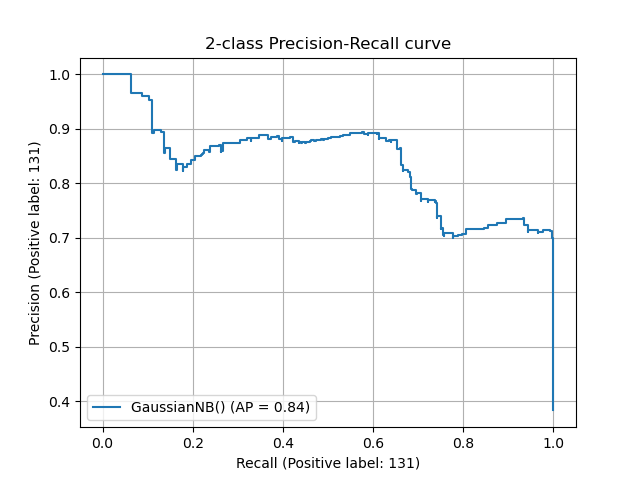 2-class Precision-Recall curve
Precision (Positive label: 131)
1.0
0.9
0.8
0.7
0.6
0.5
0.4
GaussianNB() (AP = 0.84)
0.0 0.2 0.4 0.6 0.8 1.0
Recall (Positive label: 131)